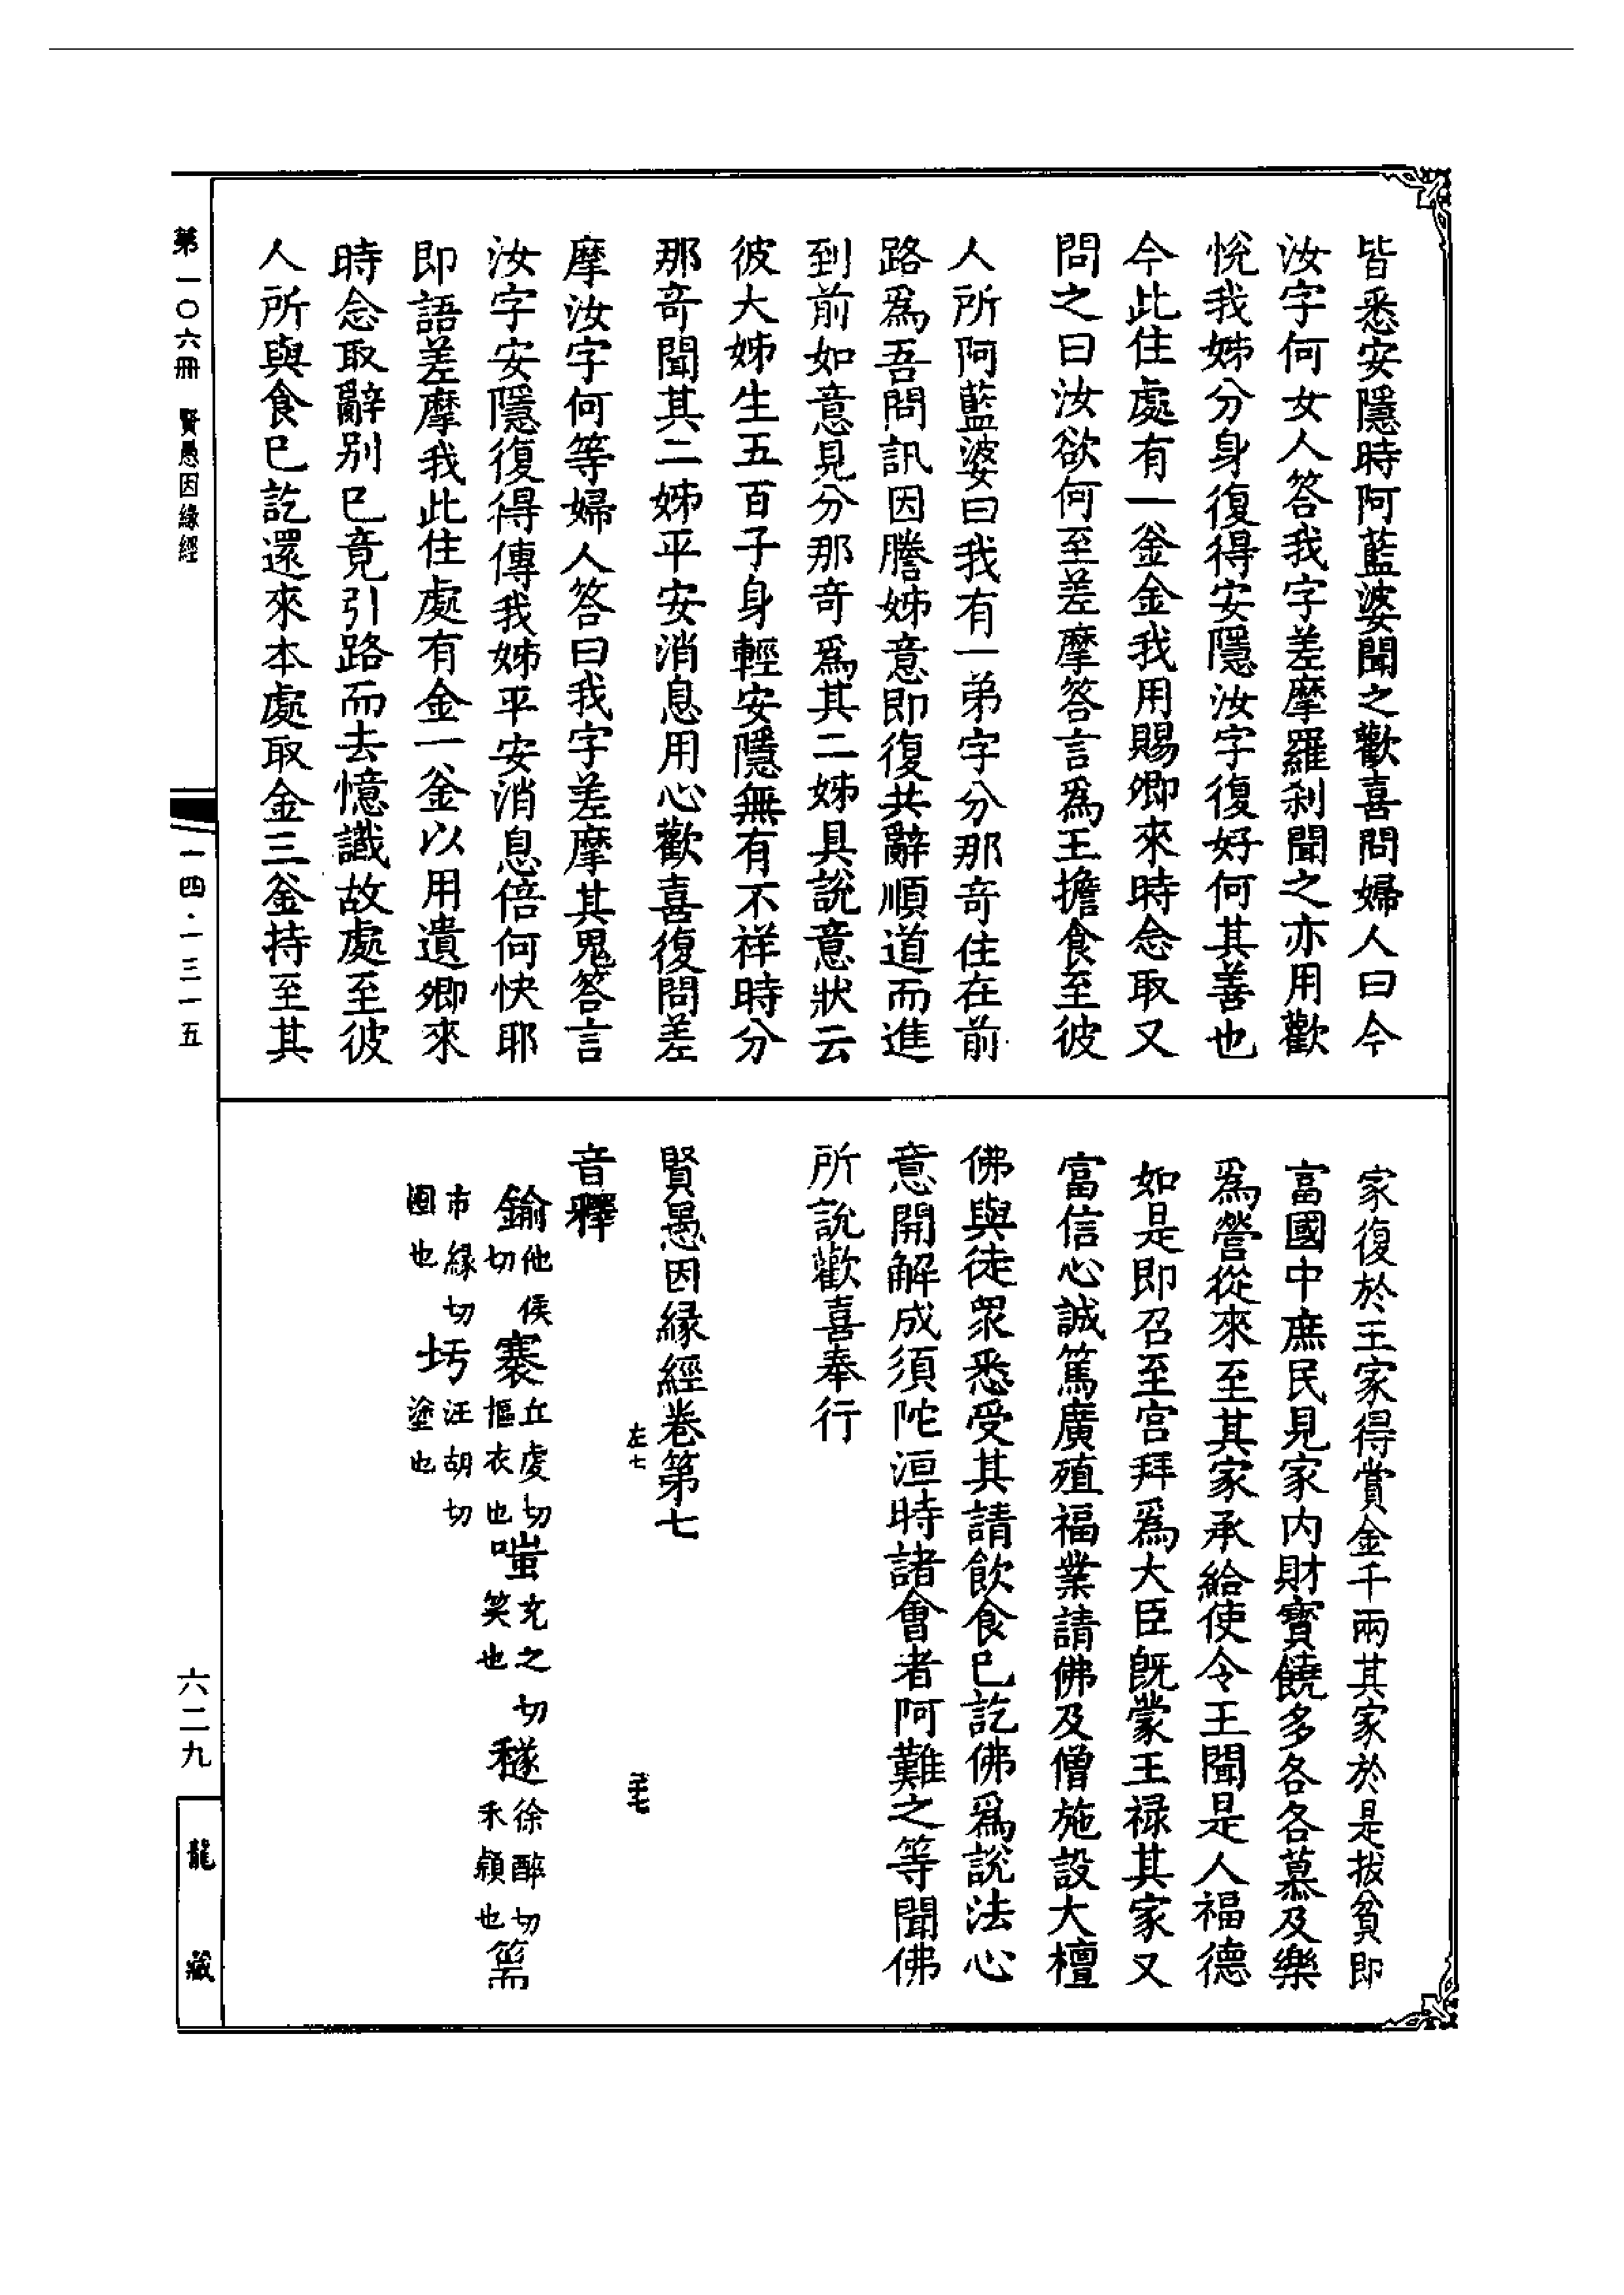 皆悉安隱時阿藍婆聞之歡喜問婦人曰今
汝字何女人答我字差摩羅刹聞之亦用歡
悅我姊分身復得安隱汝字復好何其善也
今此住處有一釡金我用賜卿來時念取又
問之曰汝欲何至差摩答言爲王擔食至彼
人所阿藍婆曰我有一弟字分那奇住在前
路爲吾問訊因謄姊意即復共辭順道而進
到前如意見分那奇爲其二姊具說意狀云
彼大姊生五百子身輕安隱無有不祥時分
那奇聞其二姊平安消息用心歡喜復問差
摩汝字何等婦人答曰我字差摩其鬼答言
汝字安隱復得傳我姊平安消息倍何快耶
即語差摩我此住處有金一釡以用遺卿來
時念取辭别巳竟引路而去憶識故處至彼
人所與食巳訖還來本處取金三釡持至其
家復於王家得賞金千兩其家於是拔貧即
富國中庶民見家内財寳饒多各各慕及樂
爲營從來至其家承給使令王聞是人福德
如是即召至宫拜爲大臣旣蒙王禄其家又
富信心誠篤廣殖福業請佛及僧施設大檀
佛與徒衆悉受其請飲食巳訖佛爲説法心
意開解成須陀洹時諸會者阿難之等聞佛
所說歡喜奉行
賢愚因緣經卷第七
左七
音釋
鍮他侯切 褰丘虔切摳衣也 嗤充之切笑也 穟徐醉切禾穎也 篅
市緣切圌也 圬汪胡切塗也
第一〇六冊 賢愚因緣經
一四·一三一五
六二九
龍藏